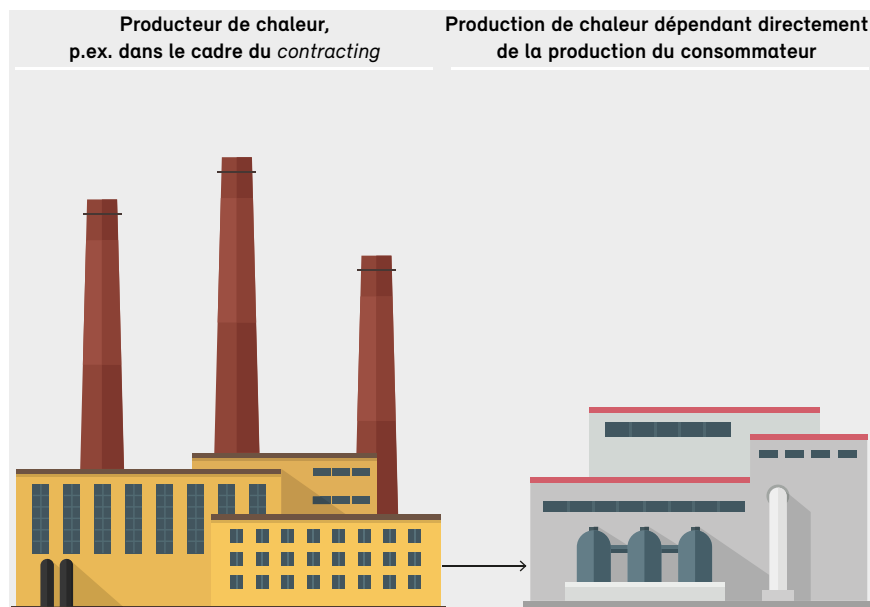 Producteur de chaleur,
p.ex. dans le cadre du contracting
Production de chaleur dépendant directement
de la production du consommateur